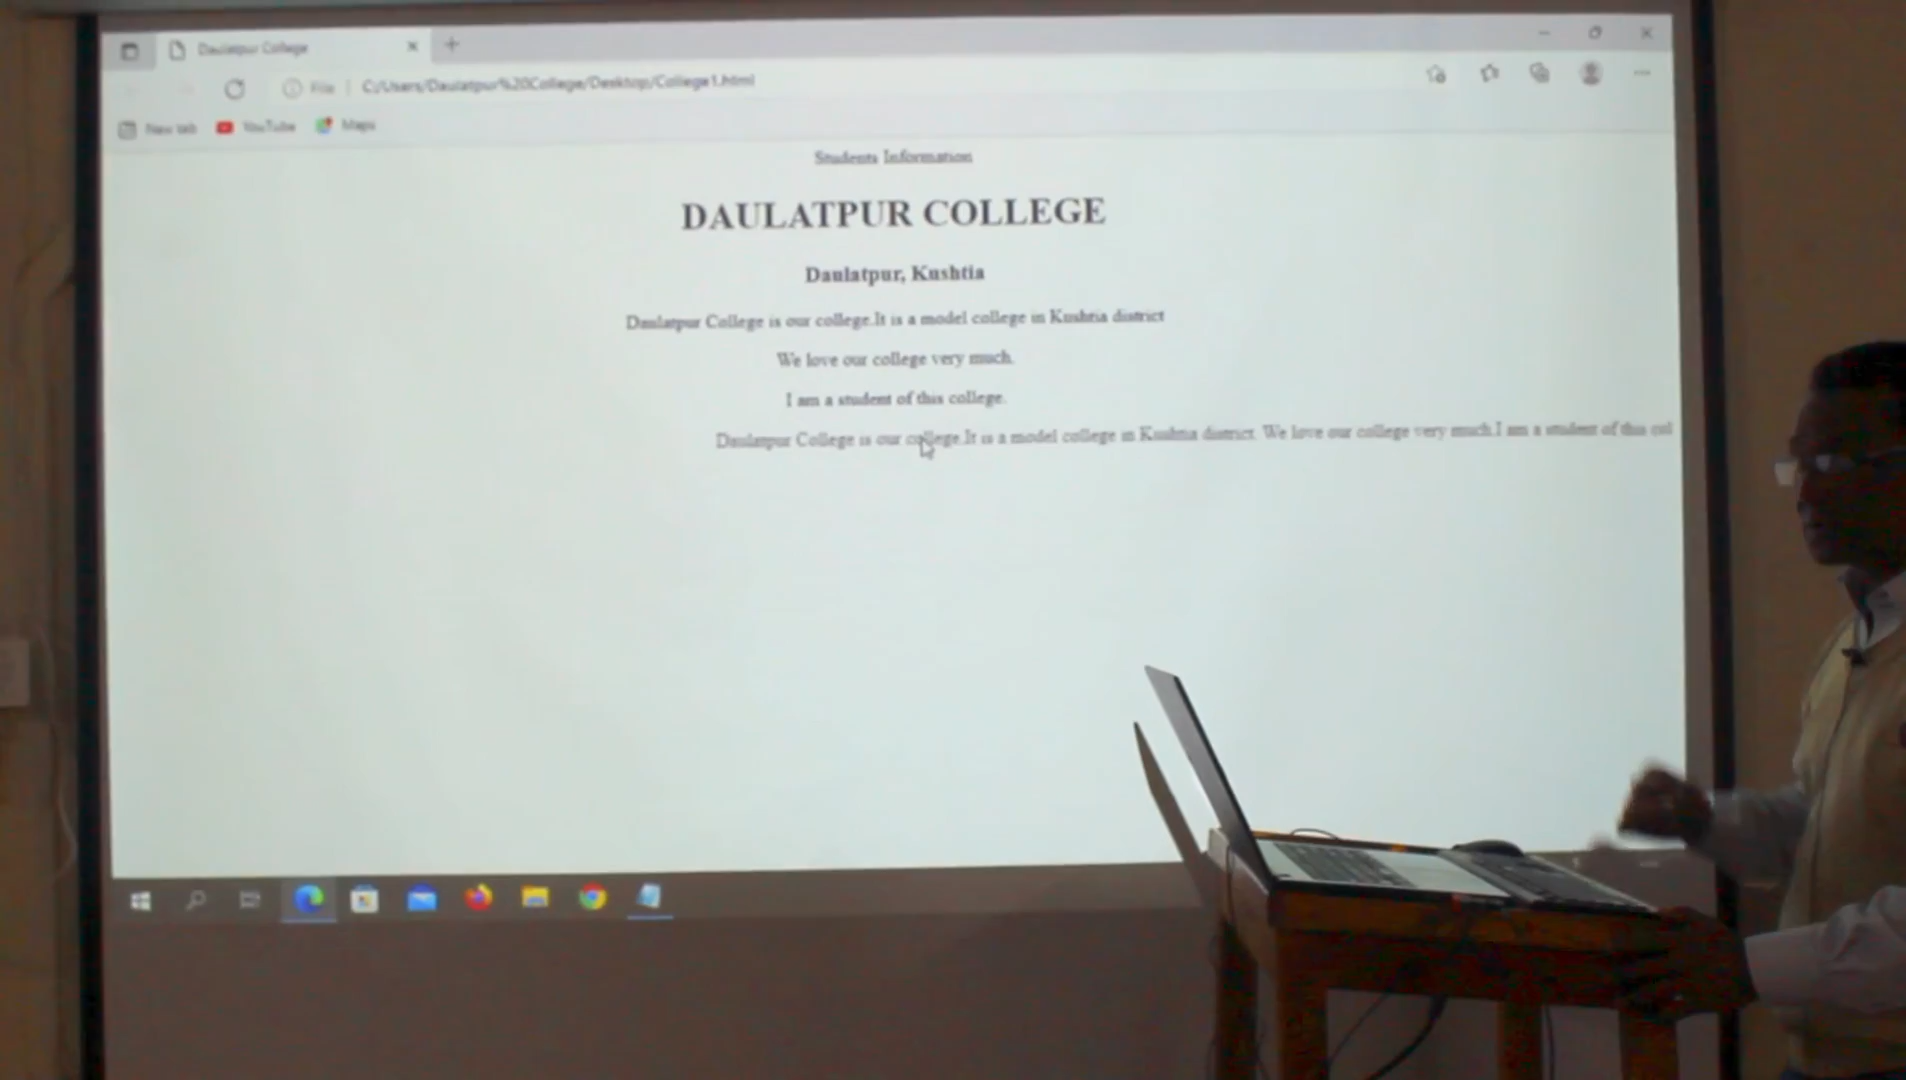 Daulatpur College
File | C:/Users/Daulatpur%20College/Desktop/College1.html
New tab YouTube Maps
Students Information
DAULATPUR COLLEGE
Daulatpur, Kushtia
Daulatpur College is our college.It is a model college in Kushtia district
We love our college very much.
I am a student of this college.
Daulatpur College is our college.It is a model college in Kushtia district. We love our college very much.I am a student of this col